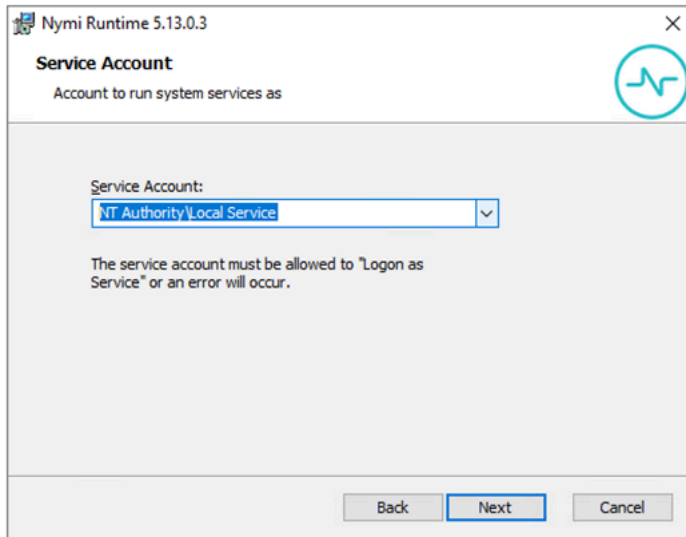 Nymi Runtime 5.13.0.3
Service Account
Account to run system services as
Service Account:
NT Authority\Local Service
The service account must be allowed to "Logon as
Service" or an error will occur.
Back Next Cancel